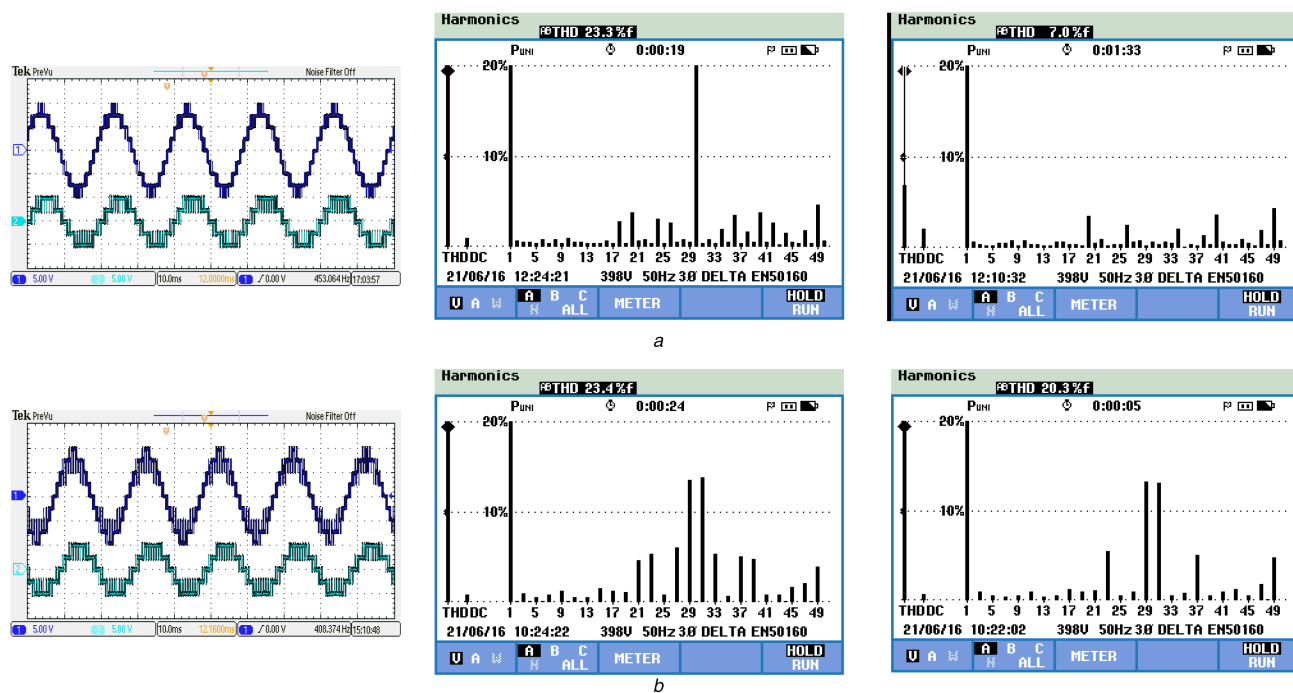 Tek PreVu Noise Filter Off
1
2
1 5.00 V 2 5.00 V 10.0ms 12.0000ms 1 ∫ 0.00 V 453.064 Hz 17:03:57
Harmonics
THD 23.3%f
PUNI 0:00:19
20%
10%
THDDC 1 5 9 13 17 21 25 29 33 37 41 45 49
21/06/16 12:24:21 398V 50Hz 3Ø DELTA EN50160
V A W A B C N ALL METER HOLD RUN
Harmonics
THD 7.0%f
PUNI 0:01:33
20%
10%
THDDC 1 5 9 13 17 21 25 29 33 37 41 45 49
21/06/16 12:10:32 398V 50Hz 3Ø DELTA EN50160
V A W A B C N ALL METER HOLD RUN
a
Tek PreVu Noise Filter Off
1
2
1 5.00 V 2 5.00 V 10.0ms 12.1600ms 1 ∫ 0.00 V 408.374 Hz 15:10:48
Harmonics
THD 23.4%f
PUNI 0:00:24
20%
10%
THDDC 1 5 9 13 17 21 25 29 33 37 41 45 49
21/06/16 10:24:22 398V 50Hz 3Ø DELTA EN50160
V A W A B C N ALL METER HOLD RUN
Harmonics
THD 20.3%f
PUNI 0:00:05
20%
10%
THDDC 1 5 9 13 17 21 25 29 33 37 41 45 49
21/06/16 10:22:02 398V 50Hz 3Ø DELTA EN50160
V A W A B C N ALL METER HOLD RUN
b